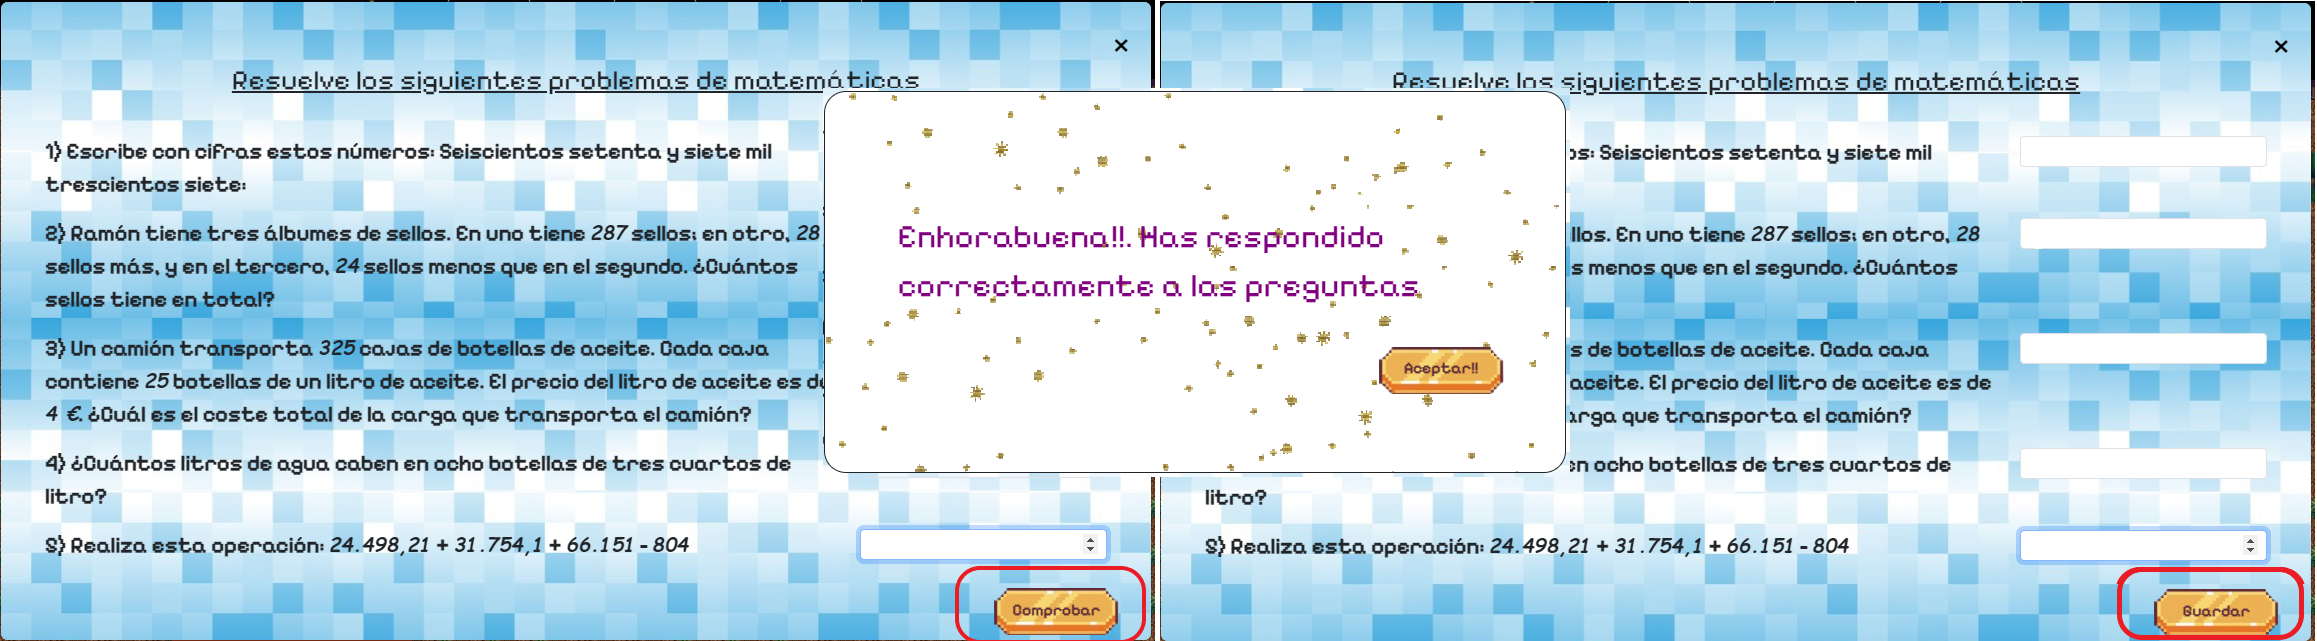 ×
Resuelve los siguientes problemas de matemáticas
1) Escribe con cifras estos números: Seiscientos setenta y siete mil
trescientos siete:
2) Ramón tiene tres álbumes de sellos. En uno tiene 287 sellos; en otro, 28
sellos más, y en el tercero, 24 sellos menos que en el segundo. ¿Cuántos
sellos tiene en total?
3) Un camión transporta 325 cajas de botellas de aceite. Cada caja
contiene 25 botellas de un litro de aceite. El precio del litro de aceite es de
4 €. ¿Cuál es el coste total de la carga que transporta el camión?
4) ¿Cuántos litros de agua caben en ocho botellas de tres cuartos de
litro?
5) Realiza esta operación: 24.498,21 + 31.754,1 + 66.151 - 804
Comprobar
Enhorabuena!!. Has respondido
correctamente a las preguntas
Aceptar!!
×
Resuelve los siguientes problemas de matemáticas
os: Seiscientos setenta y siete mil
llos. En uno tiene 287 sellos; en otro, 28
s menos que en el segundo. ¿Cuántos
s de botellas de aceite. Cada caja
aceite. El precio del litro de aceite es de
arga que transporta el camión?
en ocho botellas de tres cuartos de
litro?
5) Realiza esta operación: 24.498,21 + 31.754,1 + 66.151 - 804
Guardar